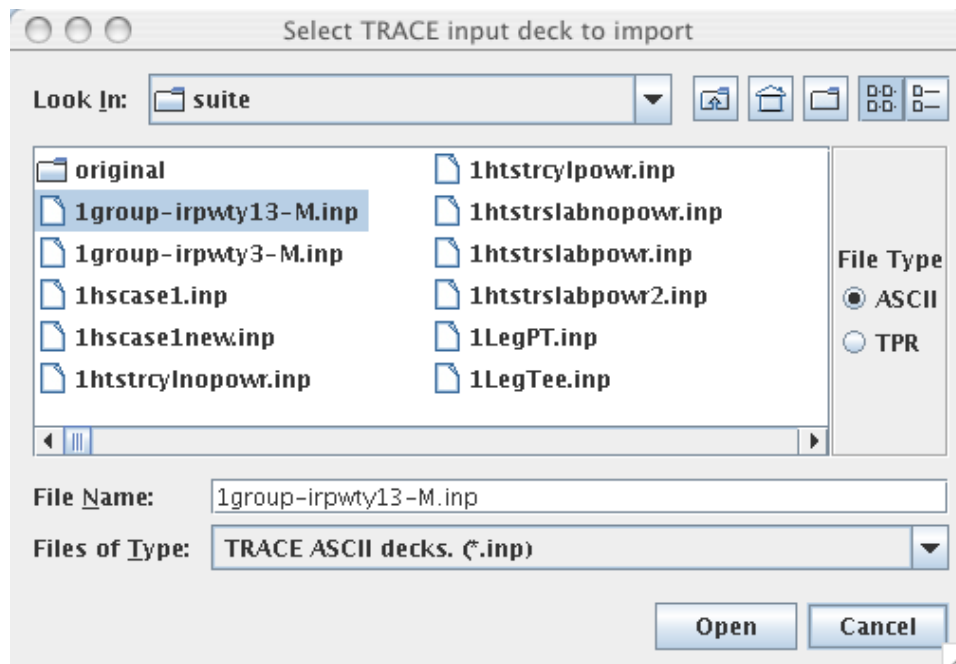 Select TRACE input deck to import
Look In: suite
original
1group-irpwty13-M.inp
1group-irpwty3-M.inp
1hscase1.inp
1hscase1new.inp
1htstrcylnopowr.inp
1htstrcylpowr.inp
1htstrslabnopowr.inp
1htstrslabpowr.inp
1htstrslabpowr2.inp
1LegPT.inp
1LegTee.inp
File Type
ASCII
TPR
File Name: 1group-irpwty13-M.inp
Files of Type: TRACE ASCII decks. (*.inp)
Open Cancel